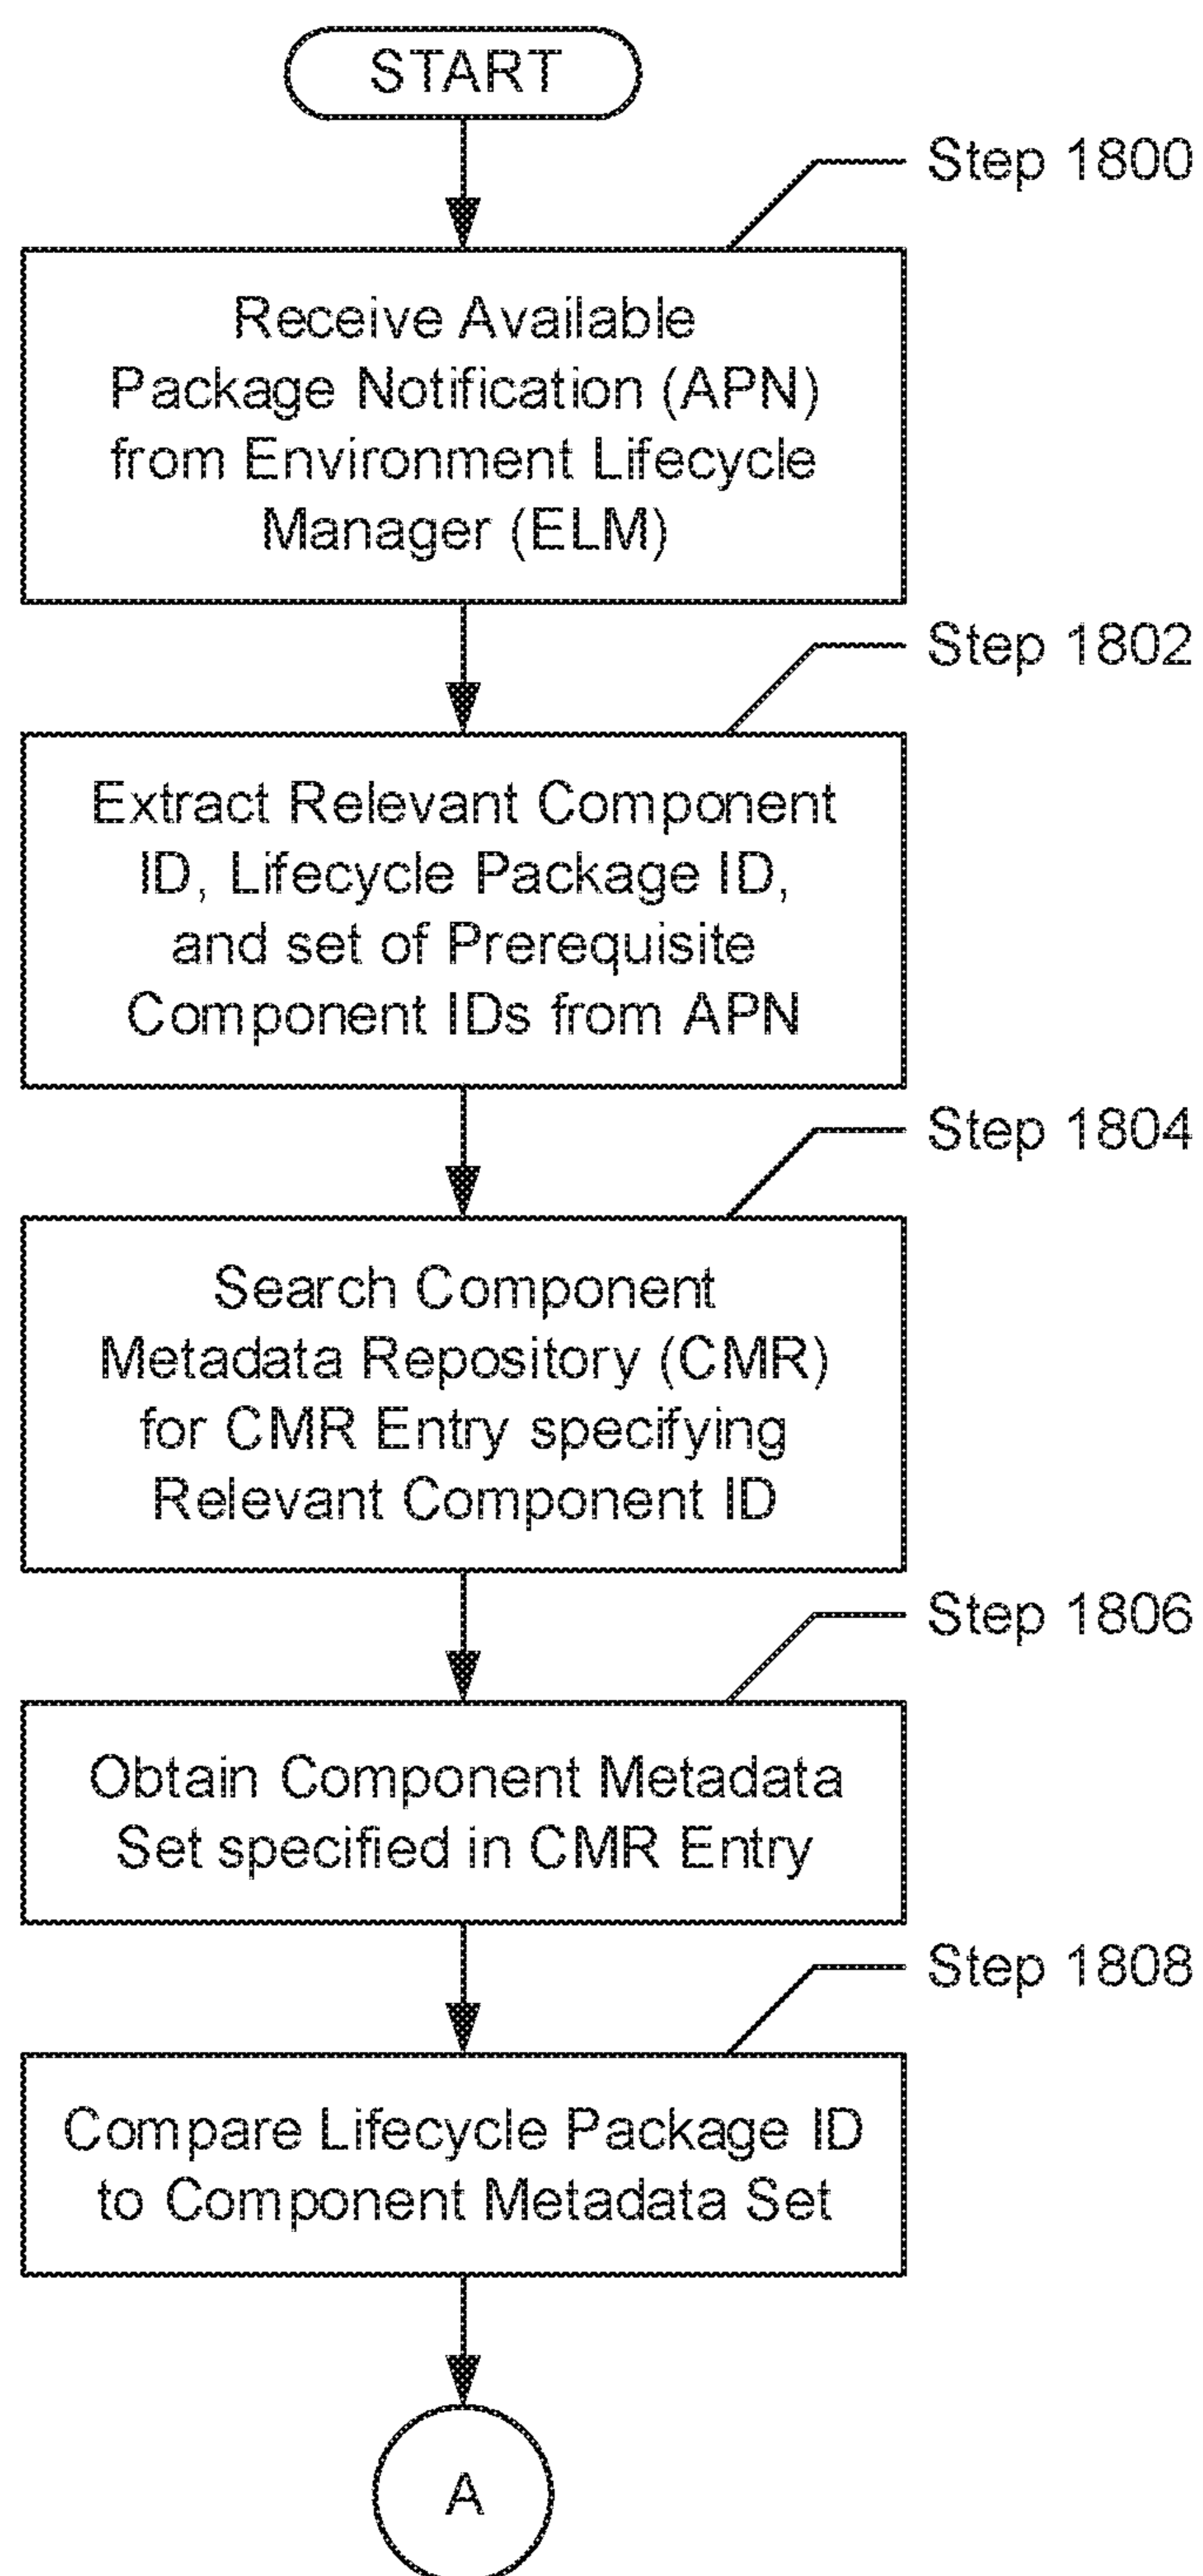 START
Step 1800
Receive Available
Package Notification (APN)
from Environment Lifecycle
Manager (ELM)
Step 1802
Extract Relevant Component
ID, Lifecycle Package ID,
and set of Prerequisite
Component IDs from APN
Step 1804
Search Component
Metadata Repository (CMR)
for CMR Entry specifying
Relevant Component ID
Step 1806
Obtain Component Metadata
Set specified in CMR Entry
Step 1808
Compare Lifecycle Package ID
to Component Metadata Set
A